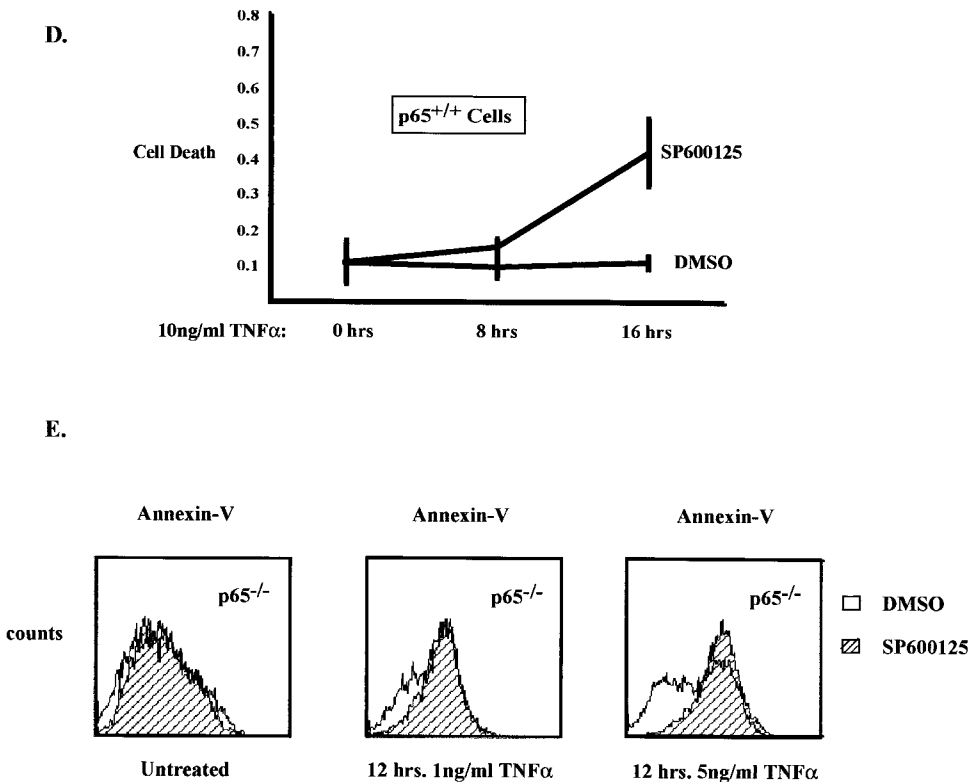 D.
0.8
0.7
0.6
0.5
0.4
0.3
0.2
0.1
Cell Death
p65+/+ Cells
SP600125
DMSO
10ng/ml TNFα: 0 hrs 8 hrs 16 hrs
E.
Annexin-V Annexin-V Annexin-V
p65-/- p65-/- p65-/-
counts
DMSO
SP600125
Untreated 12 hrs. 1ng/ml TNFα 12 hrs. 5ng/ml TNFα